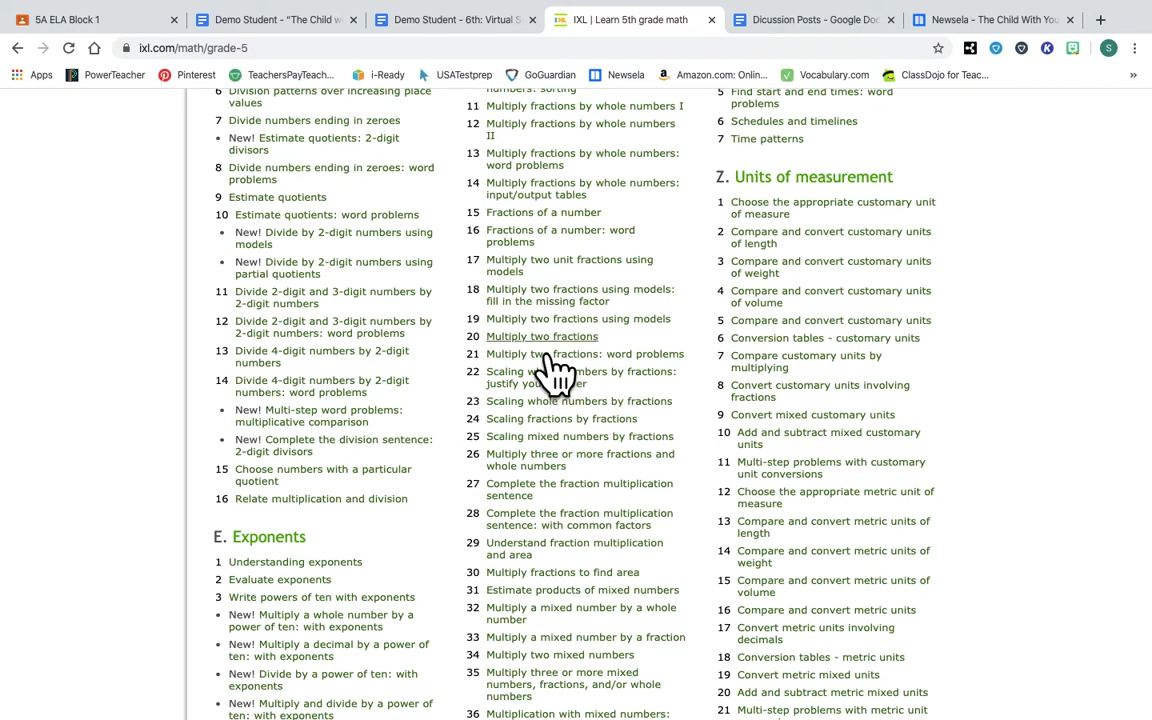 5A ELA Block 1
Demo Student - "The Child wi
Demo Student - 6th: Virtual S
IXL | Learn 5th grade math
Dicussion Posts - Google Doc
Newsela - The Child With You
ixl.com/math/grade-5
S
Apps
PowerTeacher
Pinterest
TeachersPayTeach...
i-Ready
USATestprep
GoGuardian
Newsela
Amazon.com: Onlin...
Vocabulary.com
ClassDojo for Teac...
6 Division patterns over increasing place
values
7 Divide numbers ending in zeroes
New! Estimate quotients: 2-digit
divisors
8 Divide numbers ending in zeroes: word
problems
9 Estimate quotients
10 Estimate quotients: word problems
New! Divide by 2-digit numbers using
models
New! Divide by 2-digit numbers using
partial quotients
11 Divide 2-digit and 3-digit numbers by
2-digit numbers
12 Divide 2-digit and 3-digit numbers by
2-digit numbers: word problems
13 Divide 4-digit numbers by 2-digit
numbers
14 Divide 4-digit numbers by 2-digit
numbers: word problems
New! Multi-step word problems:
multiplicative comparison
New! Complete the division sentence:
2-digit divisors
15 Choose numbers with a particular
quotient
16 Relate multiplication and division
E. Exponents
1 Understanding exponents
2 Evaluate exponents
3 Write powers of ten with exponents
New! Multiply a whole number by a
power of ten: with exponents
New! Multiply a decimal by a power of
ten: with exponents
New! Divide by a power of ten: with
exponents
New! Multiply and divide by a power of
ten: with exponents
numbers: sorting
11 Multiply fractions by whole numbers I
12 Multiply fractions by whole numbers
II
13 Multiply fractions by whole numbers:
word problems
14 Multiply fractions by whole numbers:
input/output tables
15 Fractions of a number
16 Fractions of a number: word
problems
17 Multiply two unit fractions using
models
18 Multiply two fractions using models:
fill in the missing factor
19 Multiply two fractions using models
20 Multiply two fractions
21 Multiply two fractions: word problems
22 Scaling numbers by fractions:
justify
23 Scaling whole numbers by fractions
24 Scaling fractions by fractions
25 Scaling mixed numbers by fractions
26 Multiply three or more fractions and
whole numbers
27 Complete the fraction multiplication
sentence
28 Complete the fraction multiplication
sentence: with common factors
29 Understand fraction multiplication
and area
30 Multiply fractions to find area
31 Estimate products of mixed numbers
32 Multiply a mixed number by a whole
number
33 Multiply a mixed number by a fraction
34 Multiply two mixed numbers
35 Multiply three or more mixed
numbers, fractions, and/or whole
numbers
36 Multiplication with mixed numbers:
5 Find start and end times: word
problems
6 Schedules and timelines
7 Time patterns
Z. Units of measurement
1 Choose the appropriate customary unit
of measure
2 Compare and convert customary units
of length
3 Compare and convert customary units
of weight
4 Compare and convert customary units
of volume
5 Compare and convert customary units
6 Conversion tables - customary units
7 Compare customary units by
multiplying
8 Convert customary units involving
fractions
9 Convert mixed customary units
10 Add and subtract mixed customary
units
11 Multi-step problems with customary
unit conversions
12 Choose the appropriate metric unit of
measure
13 Compare and convert metric units of
length
14 Compare and convert metric units of
weight
15 Compare and convert metric units of
volume
16 Compare and convert metric units
17 Convert metric units involving
decimals
18 Conversion tables - metric units
19 Convert metric mixed units
20 Add and subtract metric mixed units
21 Multi-step problems with metric unit